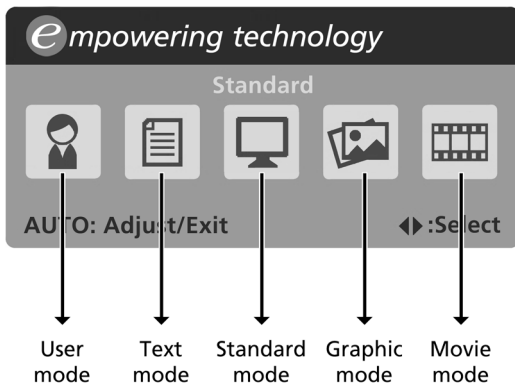 empowering technology
Standard
AUTO: Adjust/Exit :Select
User mode
Text mode
Standard mode
Graphic mode
Movie mode